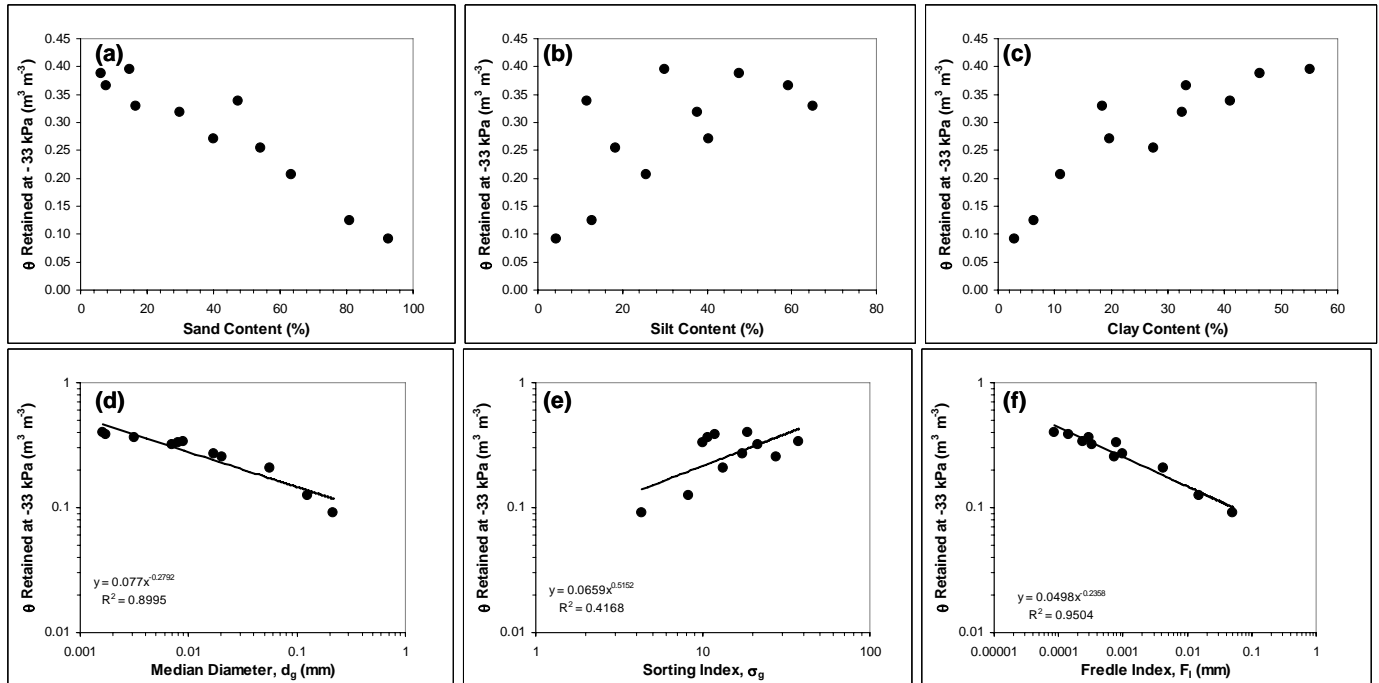 (a)
θ Retained at -33 kPa (m³ m⁻³)
0.45
0.40
0.35
0.30
0.25
0.20
0.15
0.10
0.05
0.00
0 20 40 60 80 100
Sand Content (%)
(b)
θ Retained at -33 kPa (m³ m⁻³)
0.45
0.40
0.35
0.30
0.25
0.20
0.15
0.10
0.05
0.00
0 20 40 60 80
Silt Content (%)
(c)
θ Retained at -33 kPa (m³ m⁻³)
0.45
0.40
0.35
0.30
0.25
0.20
0.15
0.10
0.05
0.00
0 10 20 30 40 50 60
Clay Content (%)
(d)
θ Retained at -33 kPa (m³ m⁻³)
1
0.1
0.01
y = 0.077x⁻⁰·²⁷⁹²
R² = 0.8995
0.001 0.01 0.1 1
Median Diameter, d_g (mm)
(e)
θ Retained at -33 kPa (m³ m⁻³)
1
0.1
0.01
y = 0.0659x⁰·⁵¹⁵²
R² = 0.4168
1 10 100
Sorting Index, σ_g
(f)
θ Retained at -33 kPa (m³ m⁻³)
1
0.1
0.01
y = 0.0498x⁻⁰·²³⁵⁸
R² = 0.9504
0.00001 0.0001 0.001 0.01 0.1 1
Fredle Index, F_I (mm)